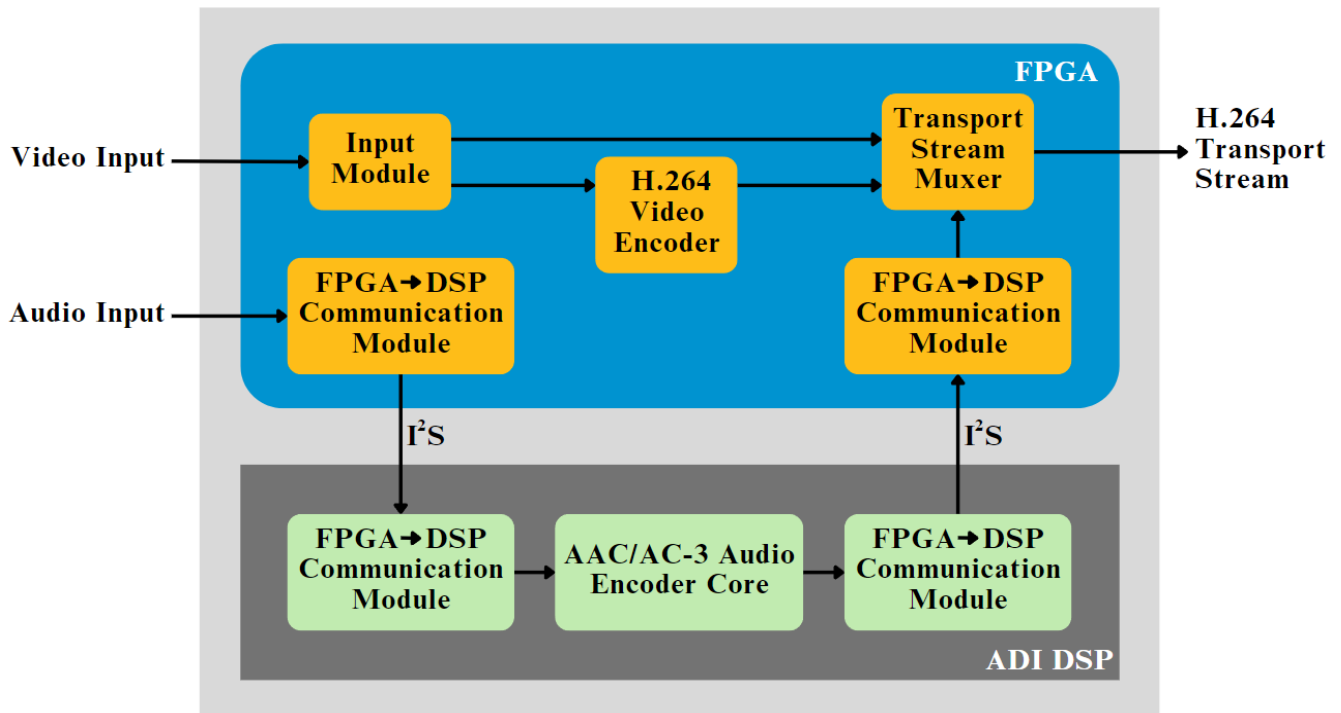 FPGA
Video Input
Input
Module
H.264
Video
Encoder
Transport
Stream
Muxer
H.264
Transport
Stream
Audio Input
FPGA→DSP
Communication
Module
FPGA→DSP
Communication
Module
I²S
I²S
FPGA→DSP
Communication
Module
AAC/AC-3 Audio
Encoder Core
FPGA→DSP
Communication
Module
ADI DSP